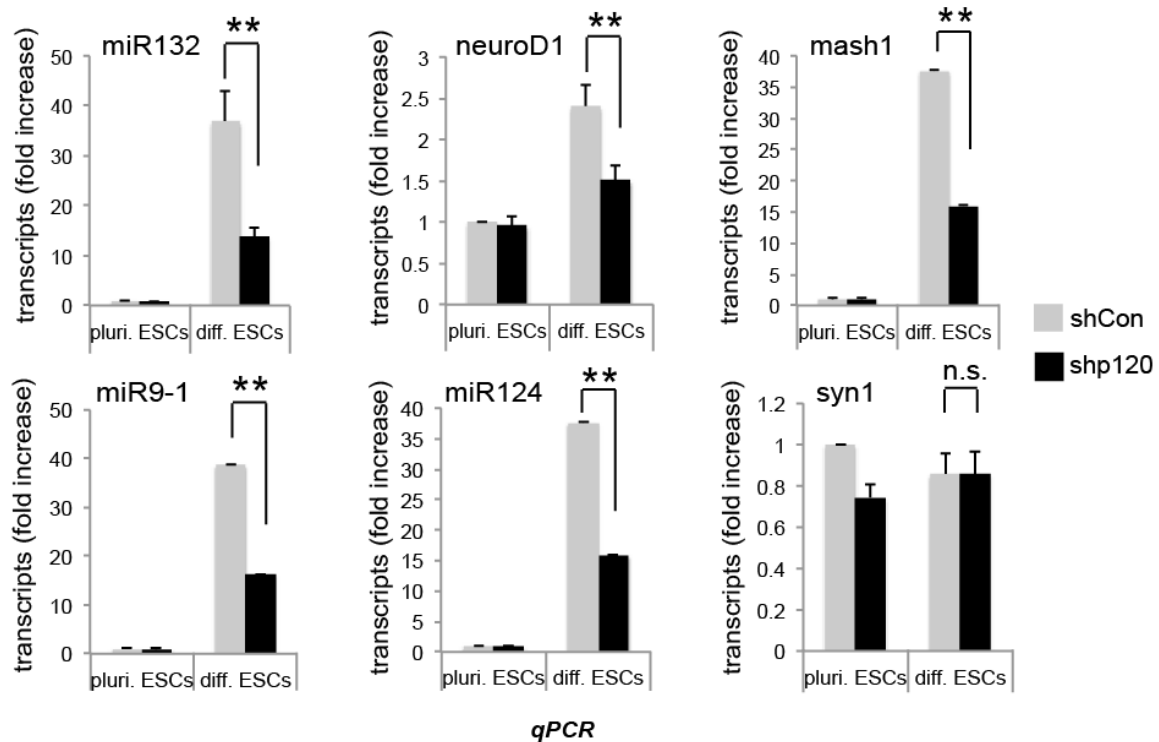 miR132
**
transcripts (fold increase)
50
40
30
20
10
0
pluri. ESCs
diff. ESCs
neuroD1
**
transcripts (fold increase)
3
2.5
2
1.5
1
0.5
0
pluri. ESCs
diff. ESCs
mash1
**
transcripts (fold increase)
50
45
40
35
30
25
20
15
10
5
0
pluri. ESCs
diff. ESCs
shCon
shp120
miR9-1
**
transcripts (fold increase)
50
40
30
20
10
0
pluri. ESCs
diff. ESCs
miR124
**
transcripts (fold increase)
40
35
30
25
20
15
10
5
0
pluri. ESCs
diff. ESCs
syn1
n.s.
transcripts (fold increase)
1.2
1
0.8
0.6
0.4
0.2
0
pluri. ESCs
diff. ESCs
qPCR